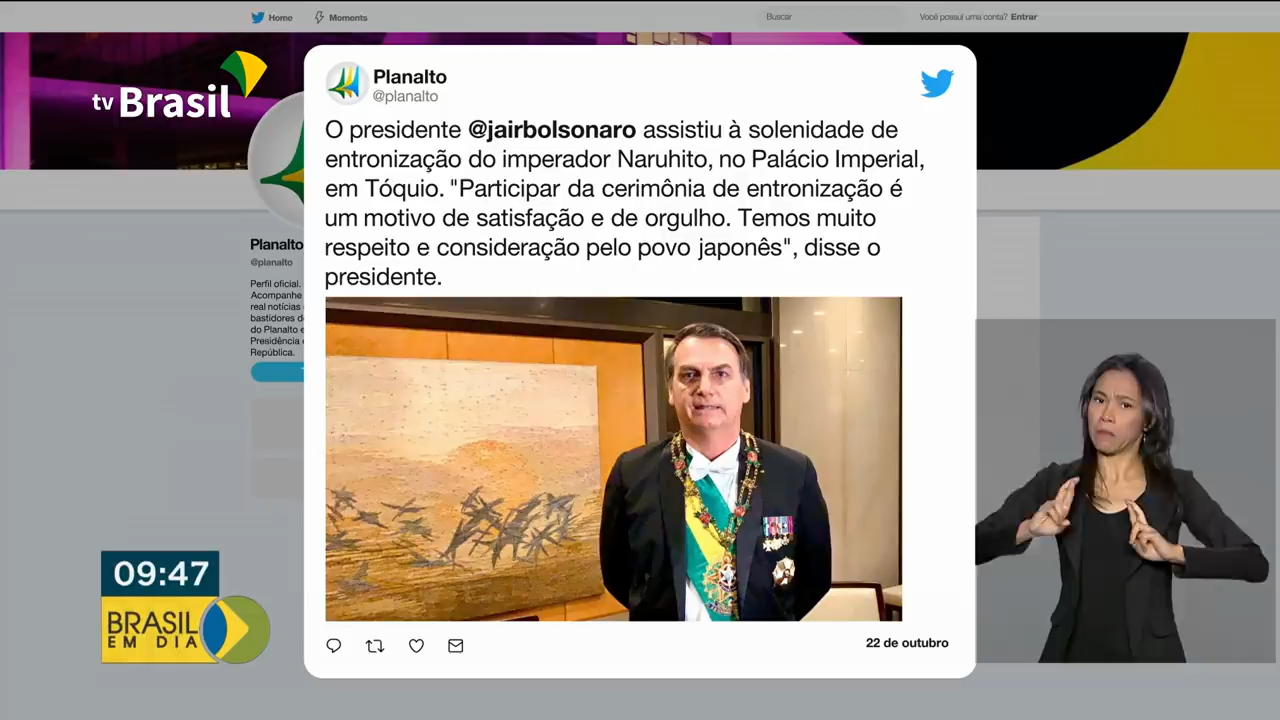 Home
Moments
Buscar
Você possui uma conta? Entrar
tv Brasil
Planalto
@planalto
O presidente @jairbolsonaro assistiu à solenidade de
entronização do imperador Naruhito, no Palácio Imperial,
em Tóquio. "Participar da cerimônia de entronização é
um motivo de satisfação e de orgulho. Temos muito
respeito e consideração pelo povo japonês", disse o
presidente.
22 de outubro
Planalto
@planalto
Perfil oficial.
Acompanhe
real notícias
bastidores d
do Planalto e
Presidência
República.
09:47
BRASIL
EM DIA